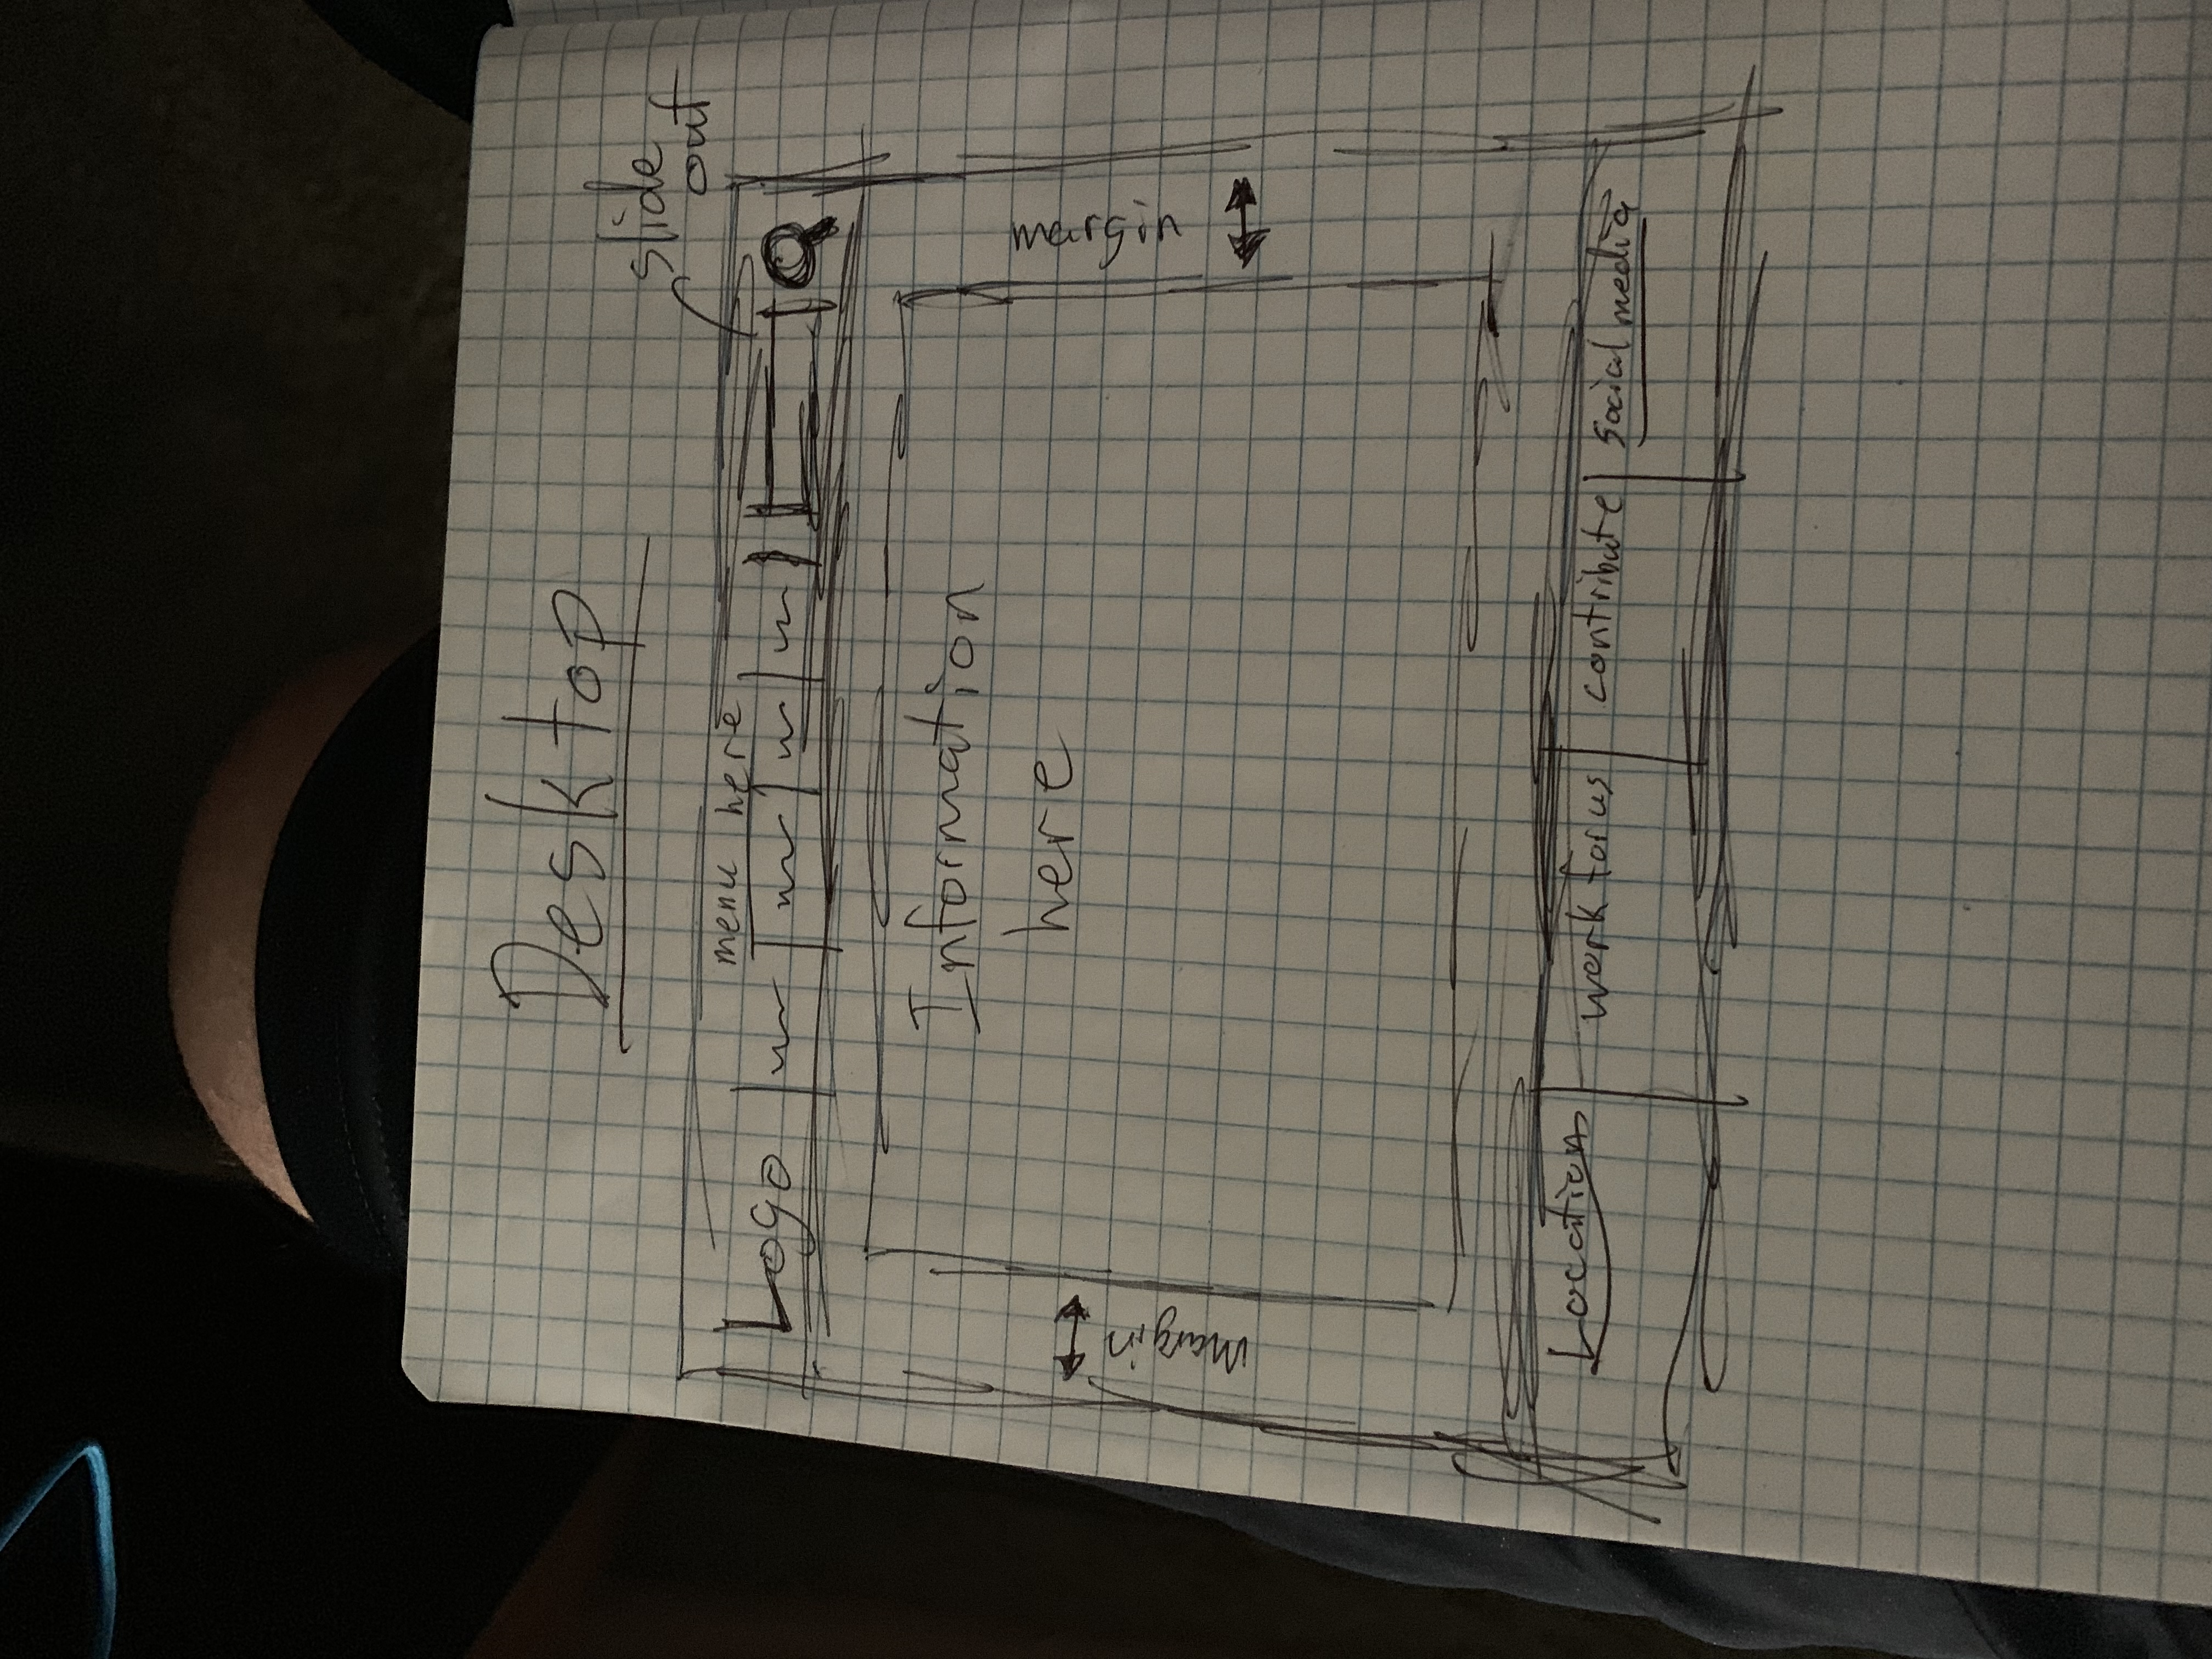 Desktop
slide
out
menu here
Logo
Information
here
margin
margin
Location
work for us
contribute
social media